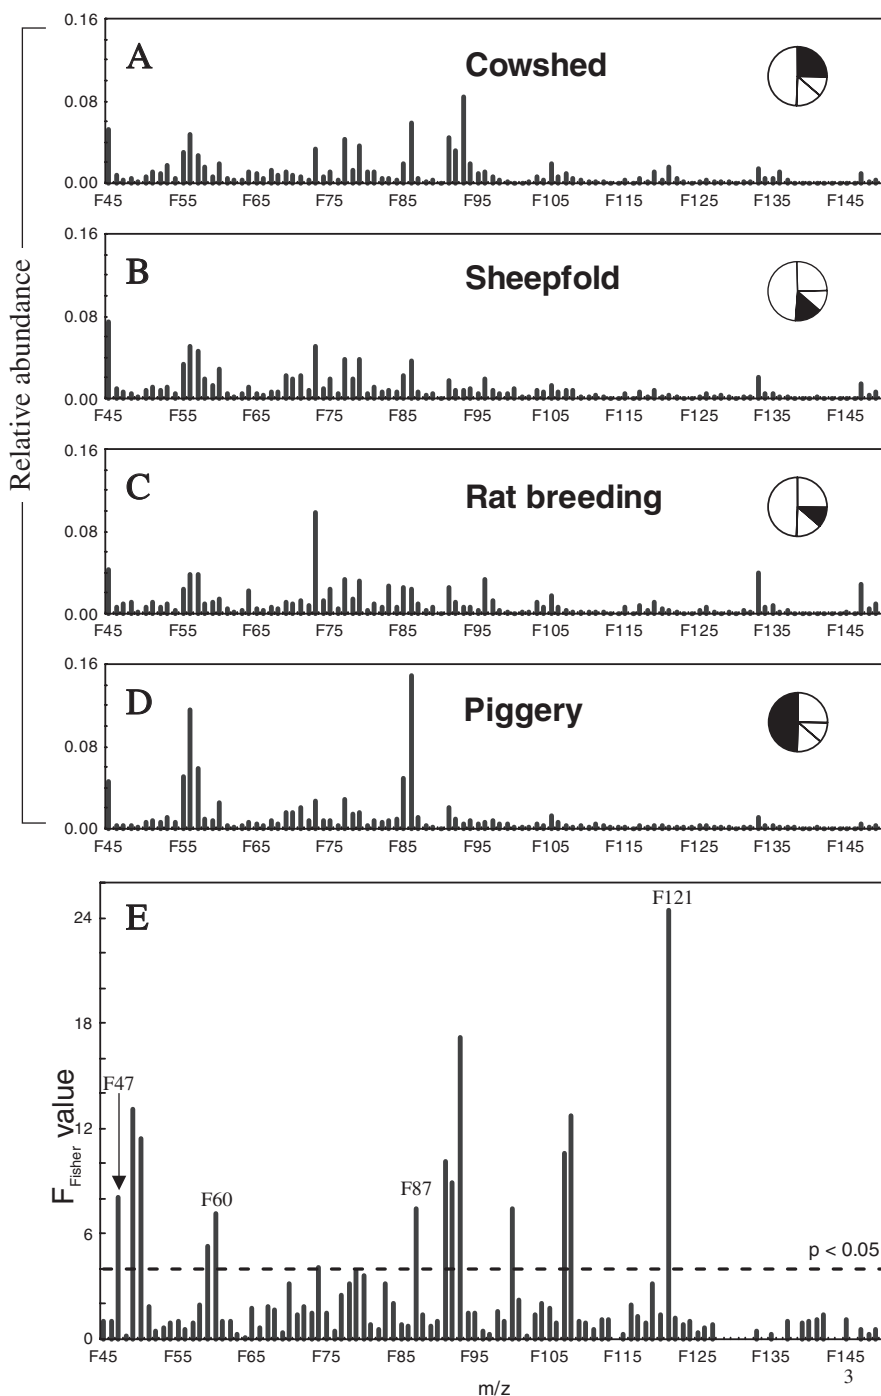 Relative abundance
0.16
A
Cowshed
0.08
0.00
F45 F55 F65 F75 F85 F95 F105 F115 F125 F135 F145
0.16
B
Sheepfold
0.08
0.00
F45 F55 F65 F75 F85 F95 F105 F115 F125 F135 F145
0.16
C
Rat breeding
0.08
0.00
F45 F55 F65 F75 F85 F95 F105 F115 F125 F135 F145
0.16
D
Piggery
0.08
0.00
F45 F55 F65 F75 F85 F95 F105 F115 F125 F135 F145
E
F121
24
18
F47
F Fisher value
12
F60
F87
6
p < 0.05
0
F45 F55 F65 F75 F85 F95 F105 F115 F125 F135 F145
3
m/z